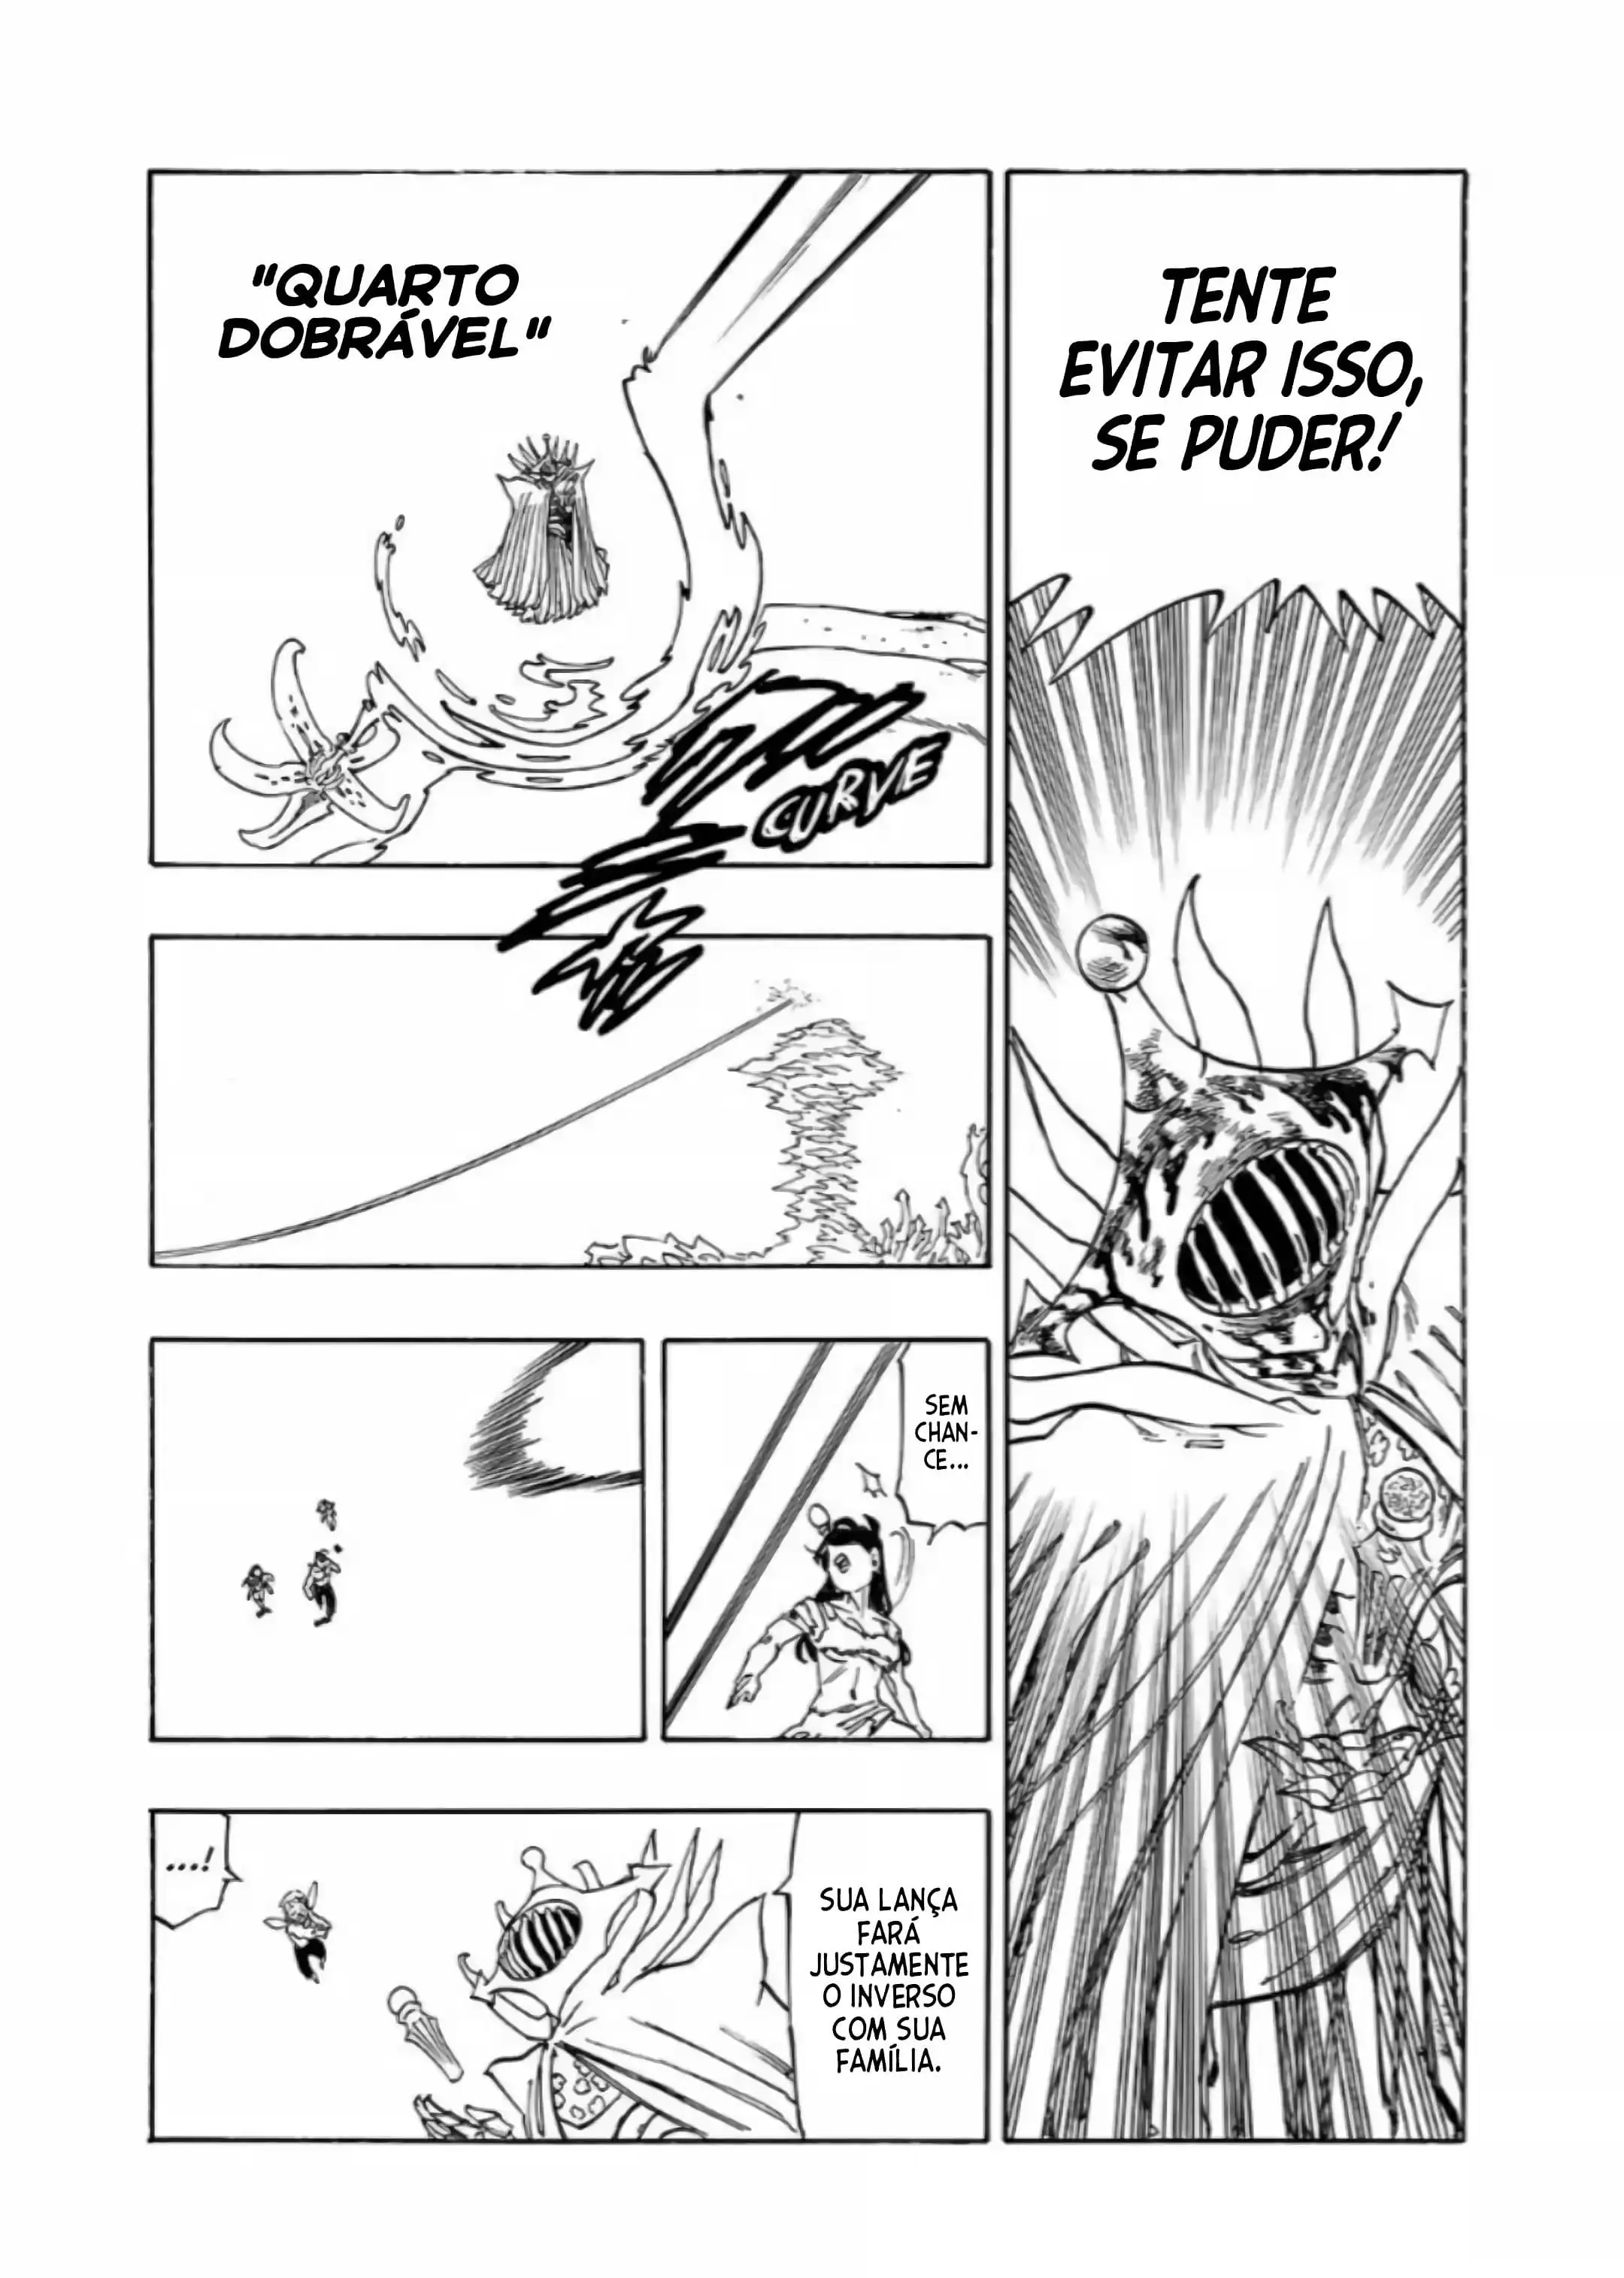 TENTE
EVITAR ISSO,
SE PUDER!
"QUARTO
DOBRÁVEL"
CURVE
SEM
CHAN-
CE...
SUA LANÇA
FARÁ
JUSTAMENTE
O INVERSO
COM SUA
FAMÍLIA.
...!